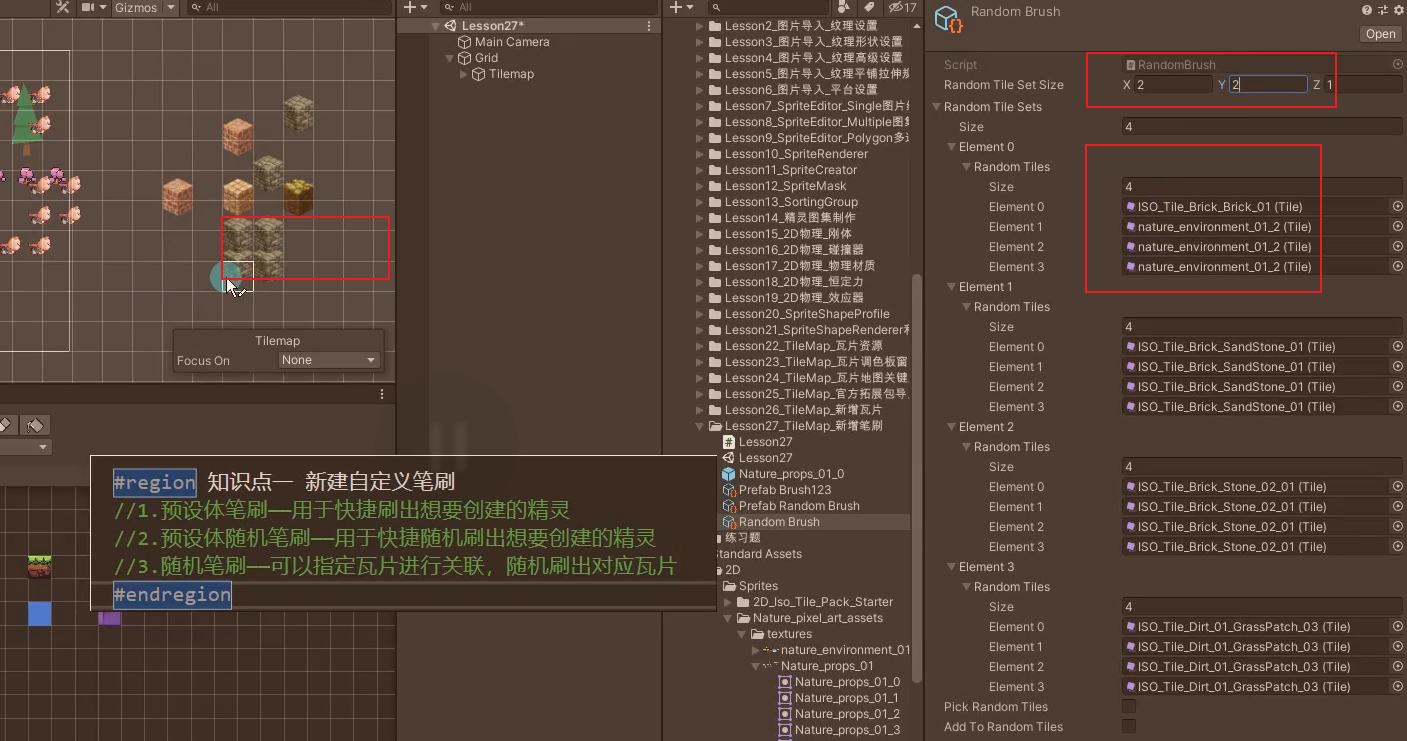 Gizmos
All
All
17
Lesson27*
Main Camera
Grid
Tilemap
Tilemap
Focus On
None
Lesson2_图片导入_纹理设置
Lesson3_图片导入_纹理形状设置
Lesson4_图片导入_纹理高级设置
Lesson5_图片导入_纹理平铺拉伸
Lesson6_图片导入_平台设置
Lesson7_SpriteEditor_Single图片
Lesson8_SpriteEditor_Multiple图
Lesson9_SpriteEditor_Polygon多
Lesson10_SpriteRenderer
Lesson11_SpriteCreator
Lesson12_SpriteMask
Lesson13_SortingGroup
Lesson14_精灵图集制作
Lesson15_2D物理_刚体
Lesson16_2D物理_碰撞器
Lesson17_2D物理_物理材质
Lesson18_2D物理_恒定力
Lesson19_2D物理_效应器
Lesson20_SpriteShapeProfile
Lesson21_SpriteShapeRenderer
Lesson22_TileMap_瓦片资源
Lesson23_TileMap_瓦片调色板窗
Lesson24_TileMap_瓦片地图关键
Lesson25_TileMap_官方拓展包导
Lesson26_TileMap_新增瓦片
Lesson27_TileMap_新增笔刷
Lesson27
Lesson27
Nature_props_01_0
Prefab Brush123
Prefab Random Brush
Random Brush
练习题
Standard Assets
2D
Sprites
2D_Iso_Tile_Pack_Starter
Nature_pixel_art_assets
textures
nature_environment_01
Nature_props_01
Nature_props_01_0
Nature_props_01_1
Nature_props_01_2
Nature_props_01_3
#region 知识点一 新建自定义笔刷
//1.预设体笔刷——用于快捷刷出想要创建的精灵
//2.预设体随机笔刷——用于快捷随机刷出想要创建的精灵
//3.随机笔刷——可以指定瓦片进行关联，随机刷出对应瓦片
#endregion
Random Brush
Open
Script RandomBrush
Random Tile Set Size X 2 Y 2 Z 1
Random Tile Sets
Size 4
Element 0
Random Tiles
Size 4
Element 0 ISO_Tile_Brick_Brick_01 (Tile)
Element 1 nature_environment_01_2 (Tile)
Element 2 nature_environment_01_2 (Tile)
Element 3 nature_environment_01_2 (Tile)
Element 1
Random Tiles
Size 4
Element 0 ISO_Tile_Brick_SandStone_01 (Tile)
Element 1 ISO_Tile_Brick_SandStone_01 (Tile)
Element 2 ISO_Tile_Brick_SandStone_01 (Tile)
Element 3 ISO_Tile_Brick_SandStone_01 (Tile)
Element 2
Random Tiles
Size 4
Element 0 ISO_Tile_Brick_Stone_02_01 (Tile)
Element 1 ISO_Tile_Brick_Stone_02_01 (Tile)
Element 2 ISO_Tile_Brick_Stone_02_01 (Tile)
Element 3 ISO_Tile_Brick_Stone_02_01 (Tile)
Element 3
Random Tiles
Size 4
Element 0 ISO_Tile_Dirt_01_GrassPatch_03 (Tile)
Element 1 ISO_Tile_Dirt_01_GrassPatch_03 (Tile)
Element 2 ISO_Tile_Dirt_01_GrassPatch_03 (Tile)
Element 3 ISO_Tile_Dirt_01_GrassPatch_03 (Tile)
Pick Random Tiles
Add To Random Tiles